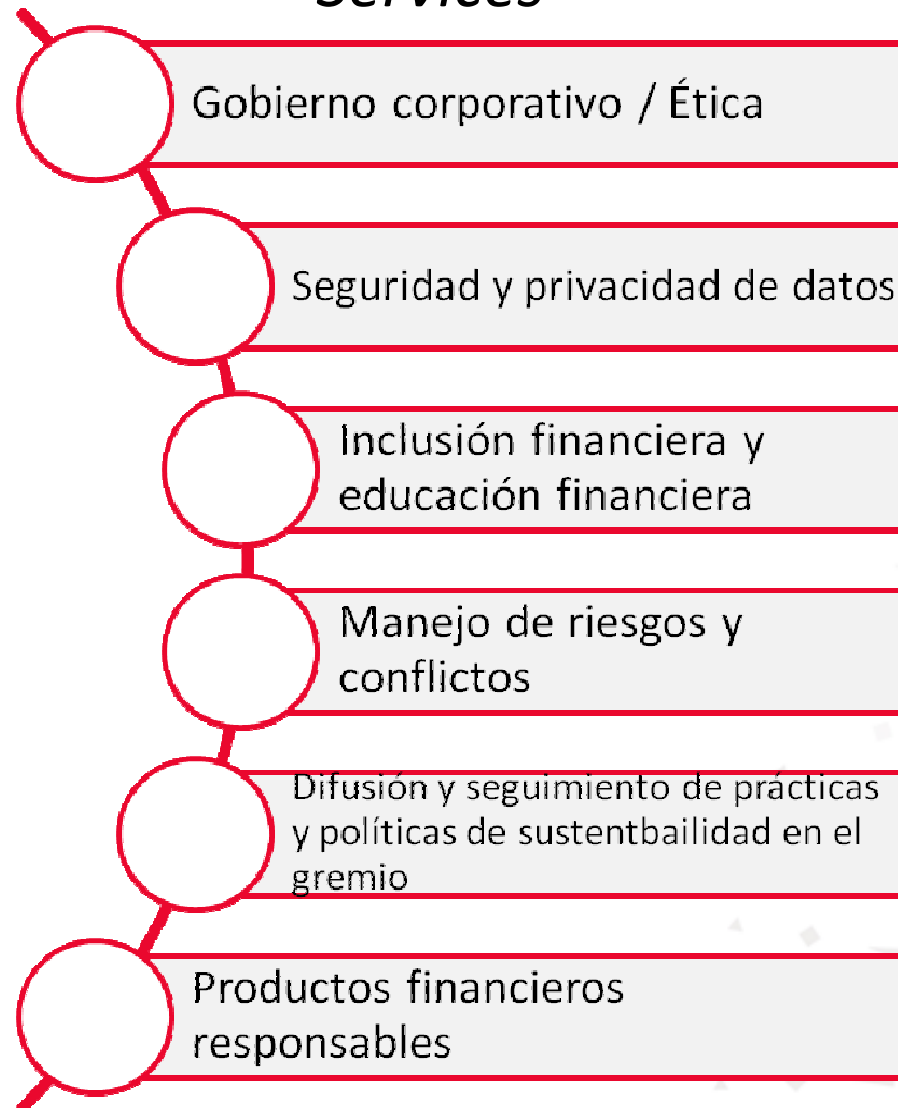 Services
Gobierno corporativo / Ética
Seguridad y privacidad de datos
Inclusión financiera y
educación financiera
Manejo de riesgos y
conflictos
Difusión y seguimiento de prácticas
y políticas de sustentbailidad en el
gremio
Productos financieros
responsables